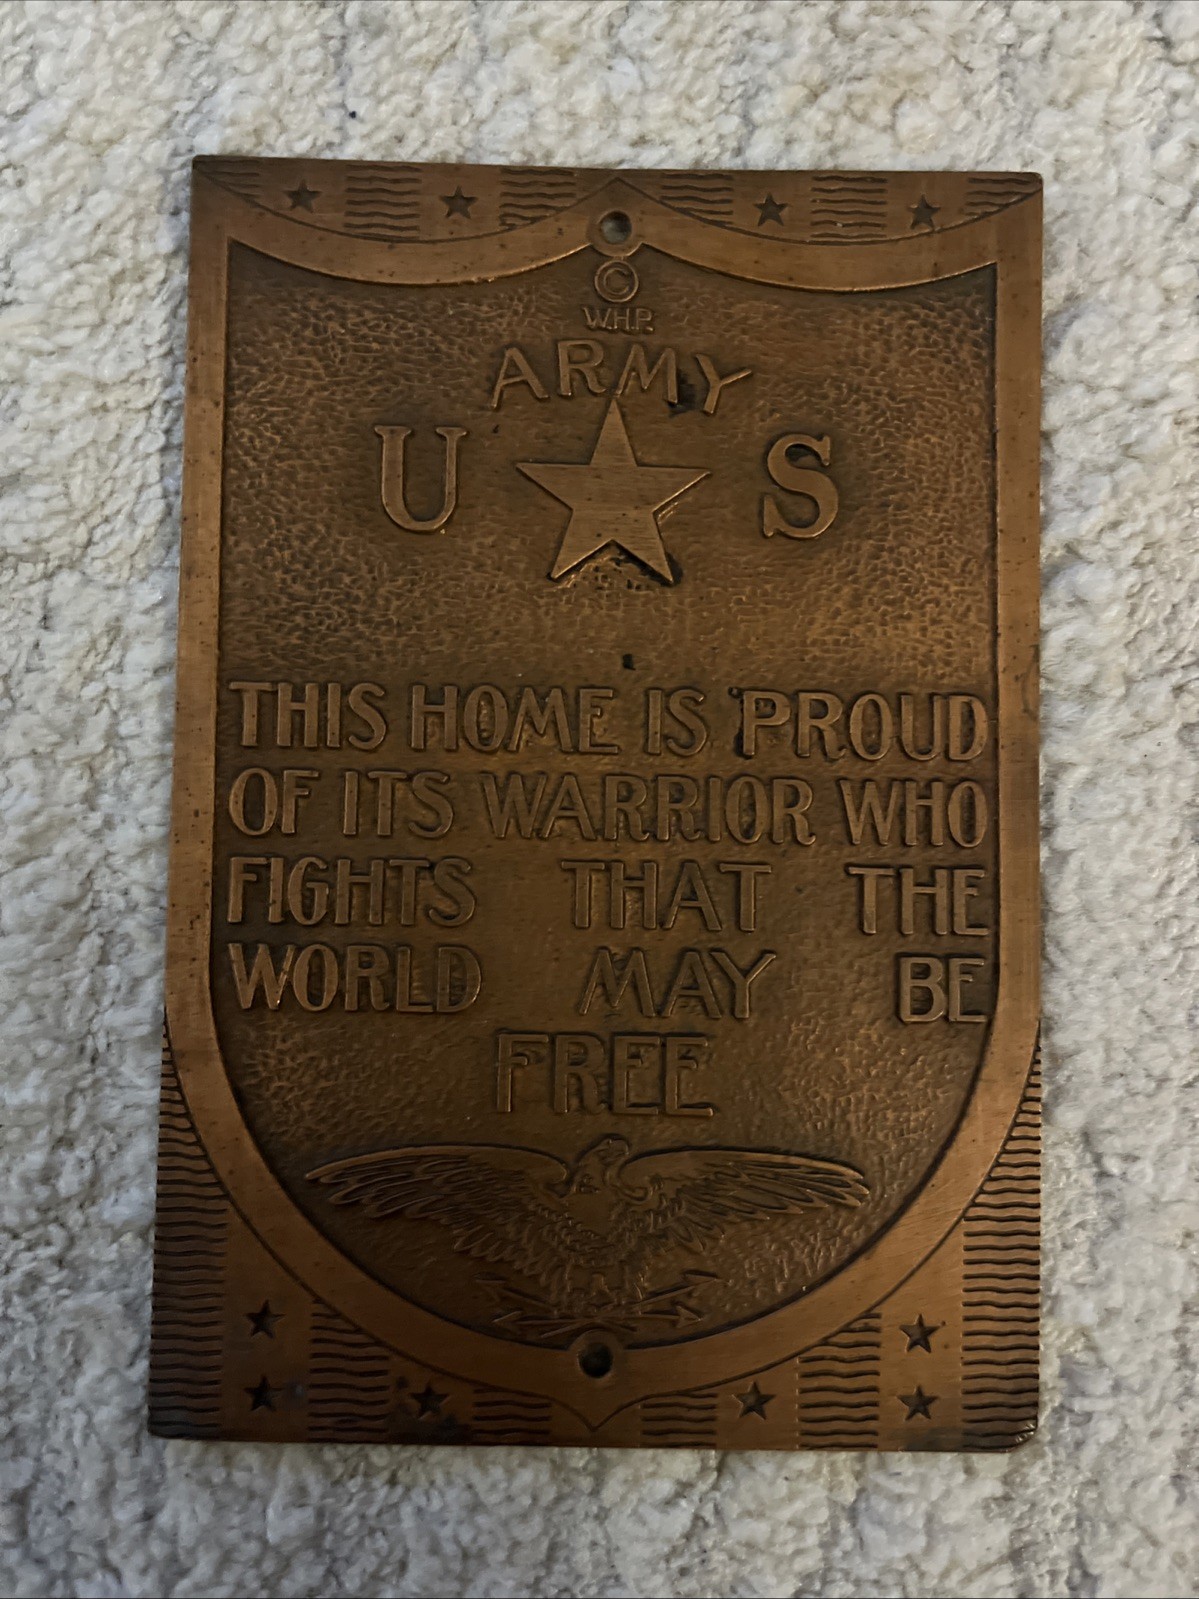 ©
W.H.P.
ARMY
U S
THIS HOME IS PROUD
OF ITS WARRIOR WHO
FIGHTS THAT THE
WORLD MAY BE
FREE